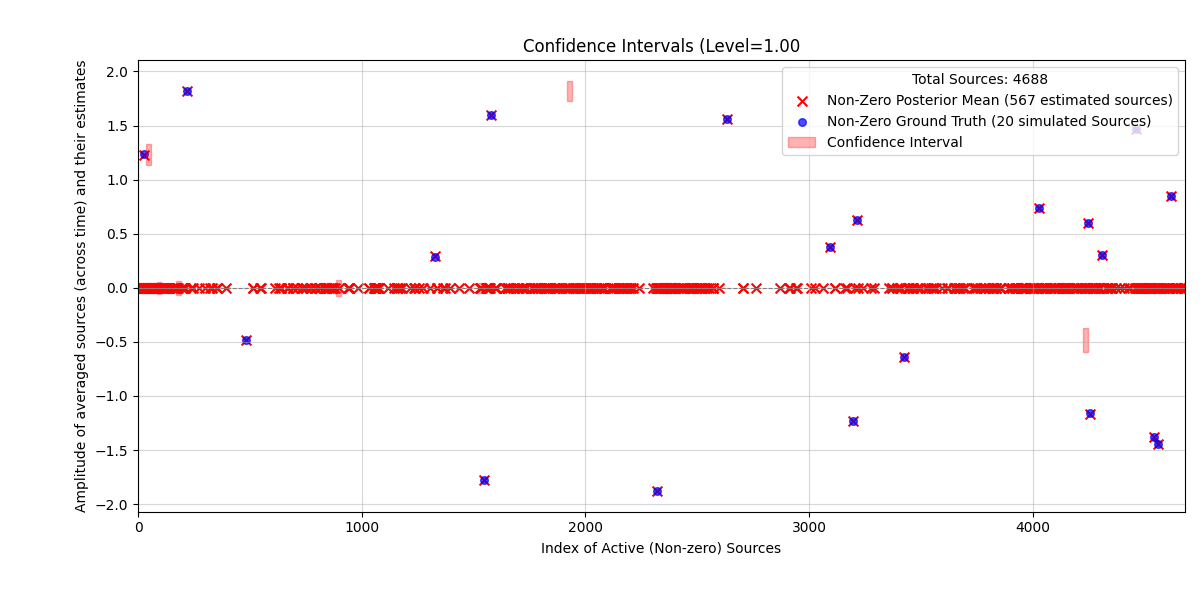 Confidence Intervals (Level=1.00
Amplitude of averaged sources (across time) and their estimates
2.0
1.5
1.0
0.5
0.0
−0.5
−1.0
−1.5
−2.0
Total Sources: 4688
Non-Zero Posterior Mean (567 estimated sources)
Non-Zero Ground Truth (20 simulated Sources)
Confidence Interval
0
1000
2000
3000
4000
Index of Active (Non-zero) Sources